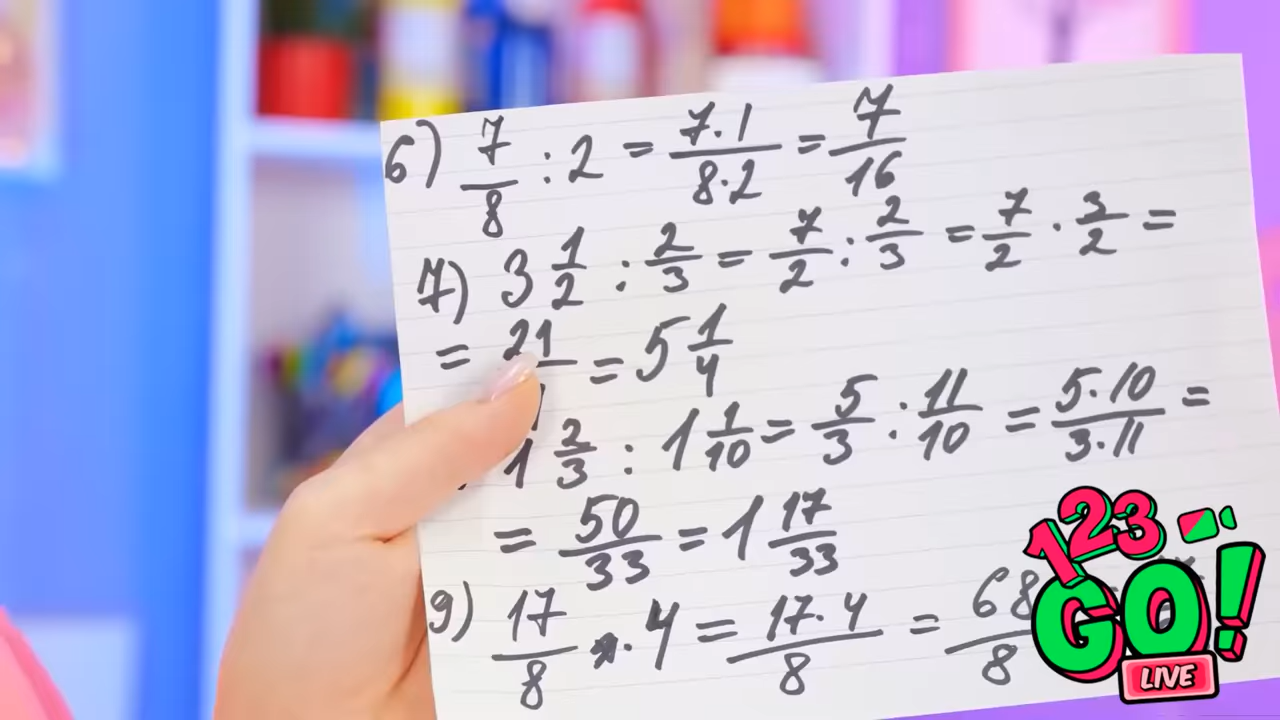 6) 7/8 : 2 = 7·1/8·2 = 7/16
7) 3 1/2 : 2/3 = 7/2 : 2/3 = 7/2 · 3/2 =
= 21/ = 5 1/4
1 2/3 : 1 1/10 = 5/3 : 11/10 = 5·10/3·11 =
= 50/33 = 1 17/33
9) 17/8 · 4 = 17·4/8 = 68/8
123
GO!
LIVE